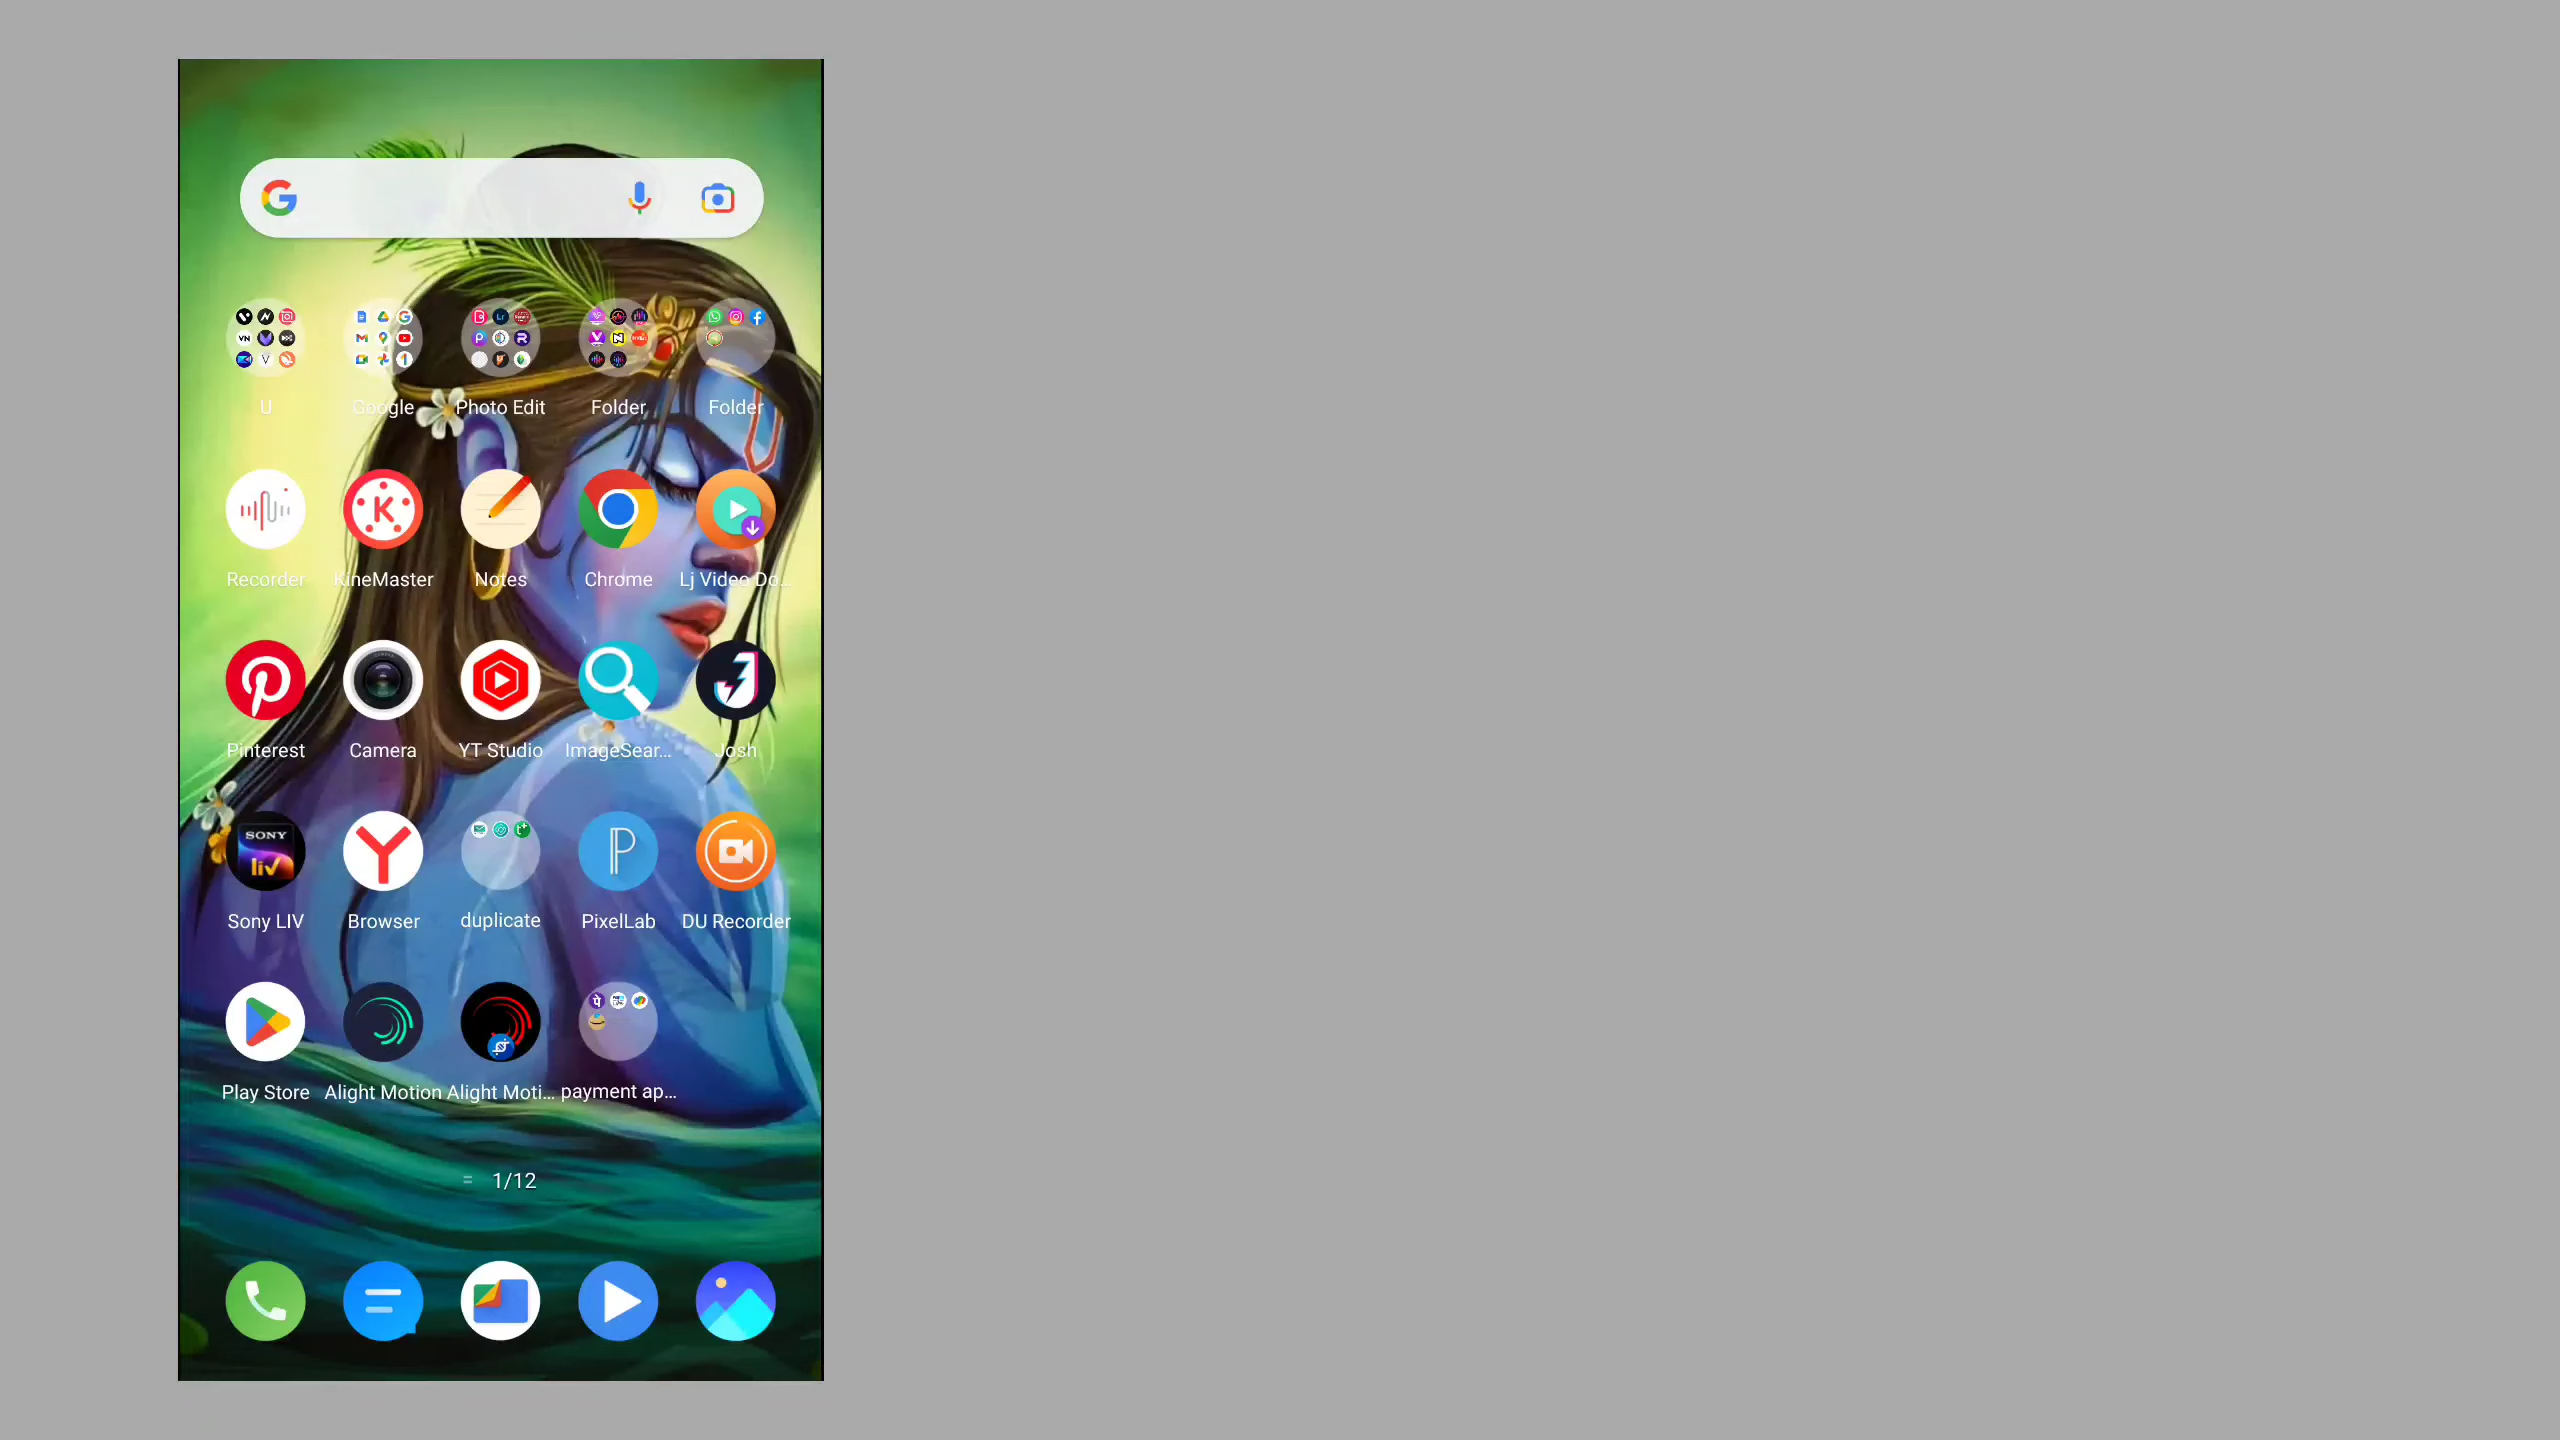 U Google Photo Edit Folder Folder
Recorder KineMaster Notes Chrome Lj Video Do...
Pinterest Camera YT Studio ImageSear... Josh
SONY
liv
Sony LIV Browser duplicate PixelLab DU Recorder
Play Store Alight Motion Alight Moti... payment ap...
1/12